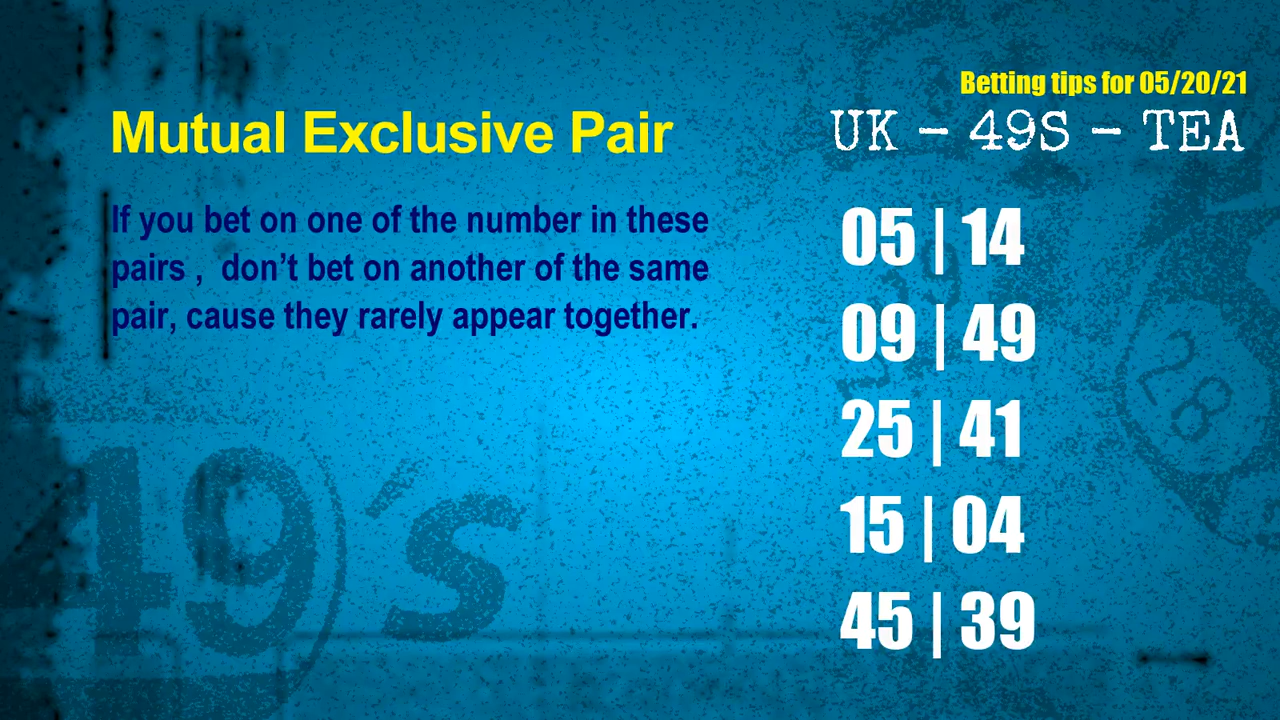 Betting tips for 05/20/21
Mutual Exclusive Pair
UK - 49S - TEA
If you bet on one of the number in these
pairs ,  don't bet on another of the same
pair, cause they rarely appear together.
05 | 14
09 | 49
25 | 41
15 | 04
45 | 39
49's
28